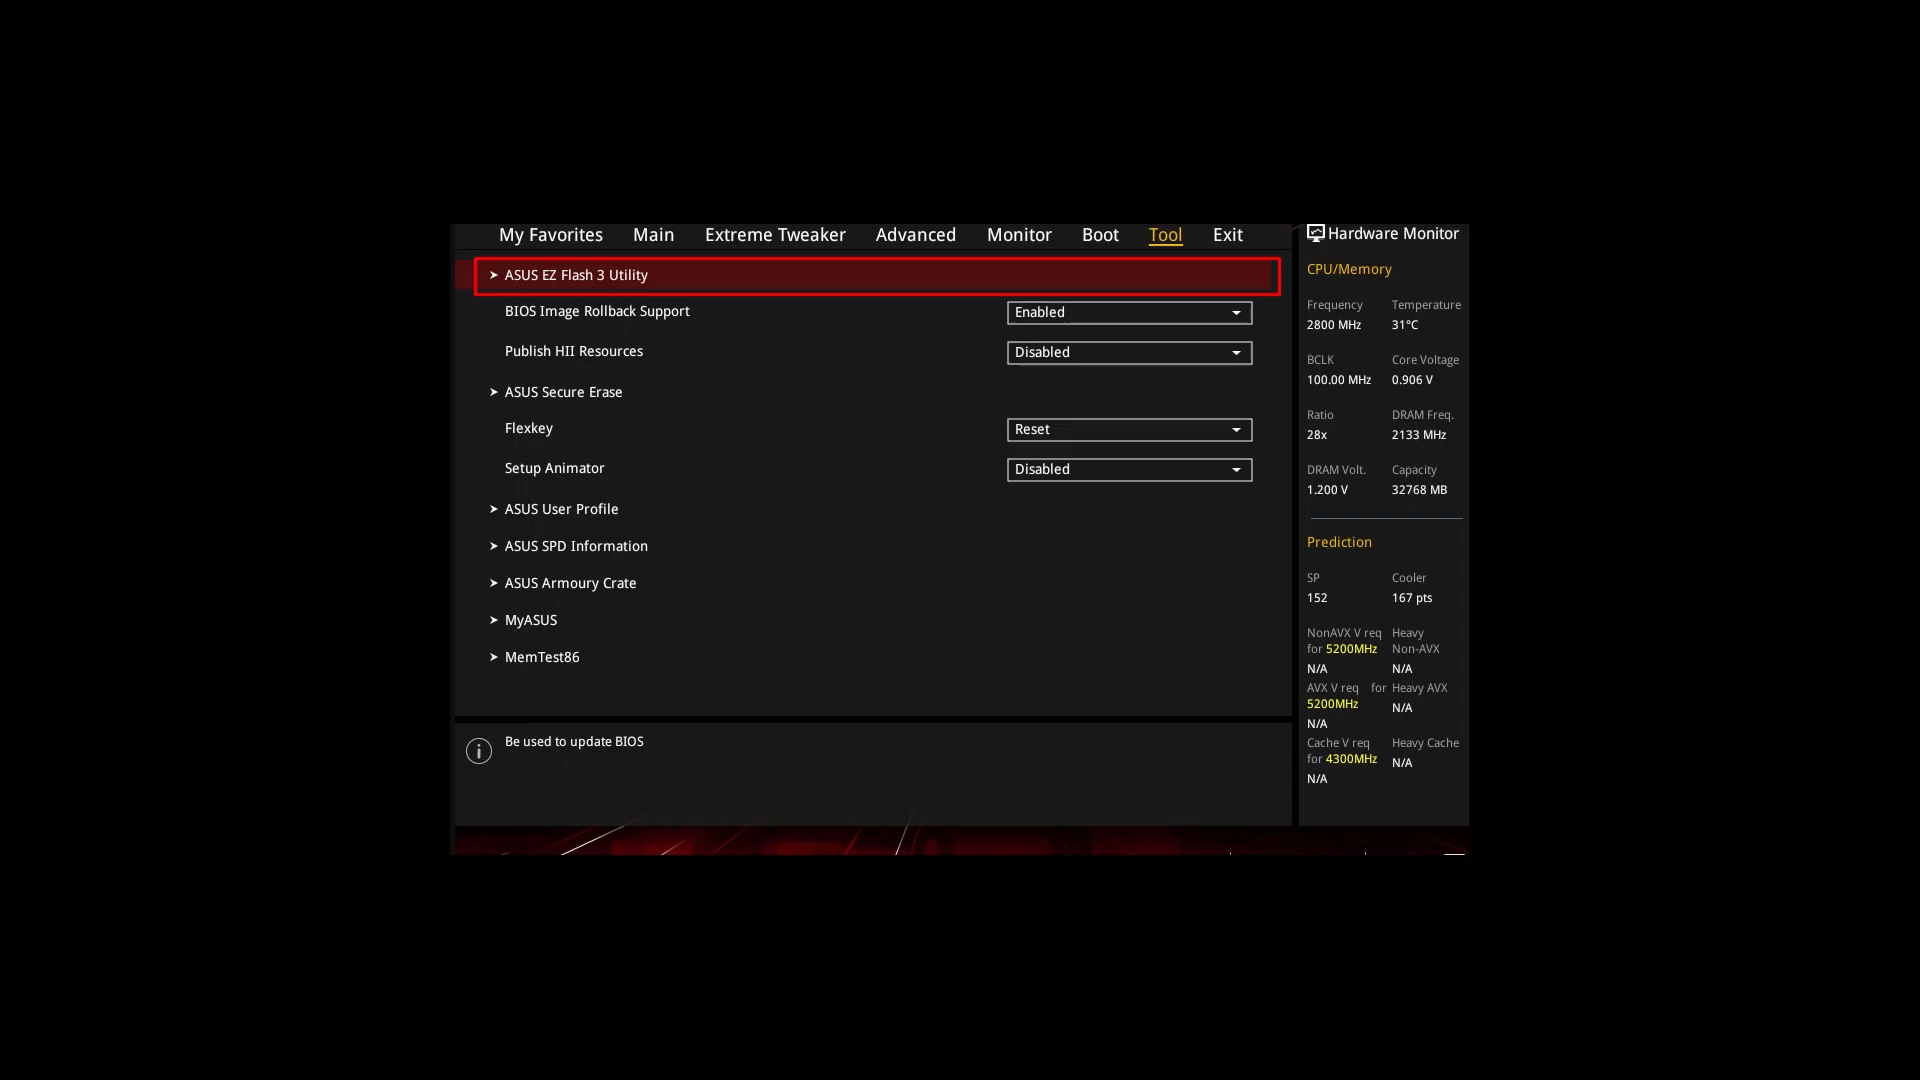 My Favorites Main Extreme Tweaker Advanced Monitor Boot Tool Exit
ASUS EZ Flash 3 Utility
BIOS Image Rollback Support Enabled
Publish HII Resources Disabled
ASUS Secure Erase
Flexkey Reset
Setup Animator Disabled
ASUS User Profile
ASUS SPD Information
ASUS Armoury Crate
MyASUS
MemTest86
Be used to update BIOS
Hardware Monitor
CPU/Memory
Frequency Temperature
2800 MHz 31°C
BCLK Core Voltage
100.00 MHz 0.906 V
Ratio DRAM Freq.
28x 2133 MHz
DRAM Volt. Capacity
1.200 V 32768 MB
Prediction
SP Cooler
152 167 pts
NonAVX V req Heavy
for 5200MHz Non-AVX
N/A N/A
AVX V req for Heavy AVX
5200MHz N/A
N/A
Cache V req Heavy Cache
for 4300MHz N/A
N/A